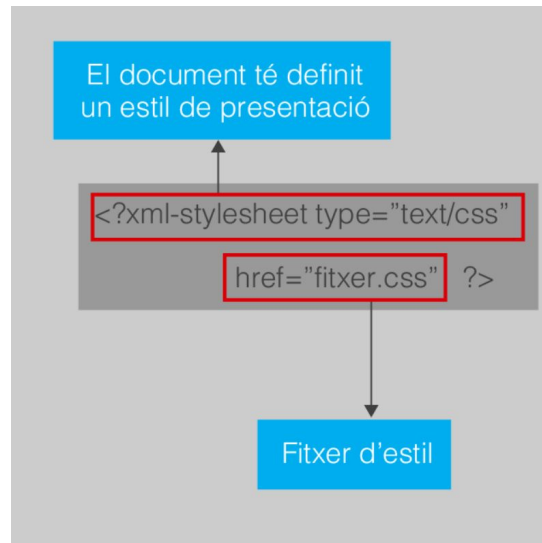 El document té definit
un estil de presentació
<?xml-stylesheet type=”text/css”
href=”fitxer.css” ?>
Fitxer d’estil